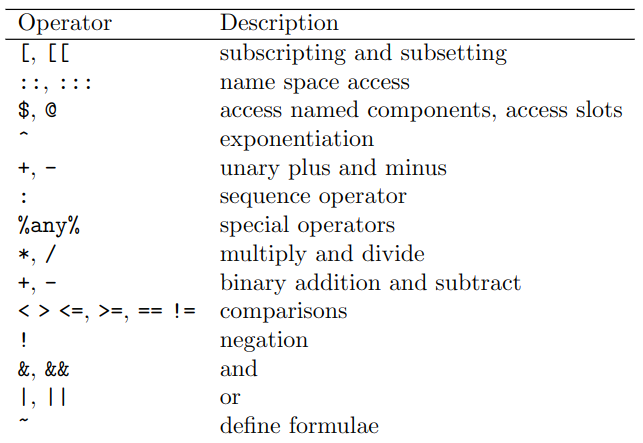 Operator Description
[, [[ subscripting and subsetting
::, ::: name space access
$, @ access named components, access slots
^ exponentiation
+, - unary plus and minus
: sequence operator
%any% special operators
*, / multiply and divide
+, - binary addition and subtract
< > <=, >=, == != comparisons
! negation
&, && and
|, || or
~ define formulae